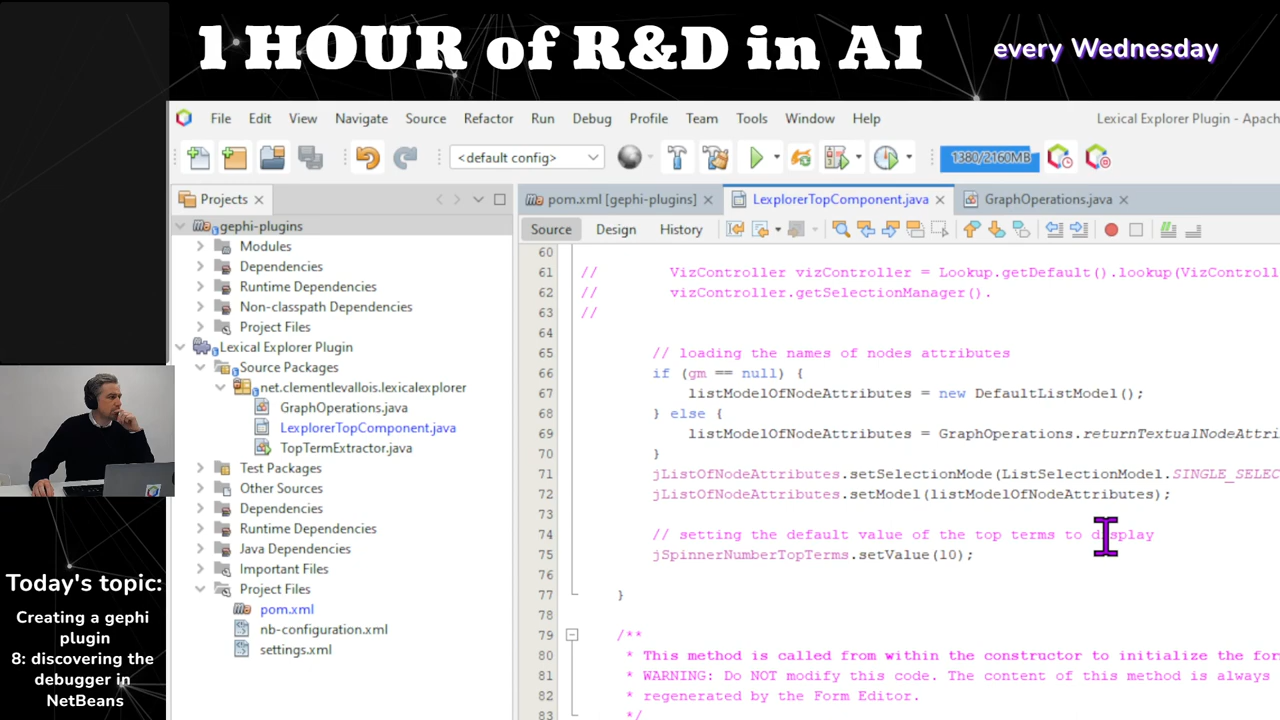 1 HOUR of R&D in AI
every Wednesday
File Edit View Navigate Source Refactor Run Debug Profile Team Tools Window Help
Lexical Explorer Plugin - Apach
<default config>
1380/2160MB
Projects
pom.xml [gephi-plugins]
LexplorerTopComponent.java
GraphOperations.java
gephi-plugins
Modules
Dependencies
Runtime Dependencies
Non-classpath Dependencies
Project Files
Lexical Explorer Plugin
Source Packages
net.clementlevallois.lexicalexplorer
GraphOperations.java
LexplorerTopComponent.java
TopTermExtractor.java
Test Packages
Other Sources
Dependencies
Runtime Dependencies
Java Dependencies
Important Files
Project Files
pom.xml
nb-configuration.xml
settings.xml
Source Design History
60
61 // VizController vizController = Lookup.getDefault().lookup(VizControll
62 // vizController.getSelectionManager().
63 //
64
65 // loading the names of nodes attributes
66 if (gm == null) {
67 listModelOfNodeAttributes = new DefaultListModel();
68 } else {
69 listModelOfNodeAttributes = GraphOperations.returnTextualNodeAttri
70 }
71 jListOfNodeAttributes.setSelectionMode(ListSelectionModel.SINGLE_SELEC
72 jListOfNodeAttributes.setModel(listModelOfNodeAttributes);
73
74 // setting the default value of the top terms to display
75 jSpinnerNumberTopTerms.setValue(10);
76
77 }
78
79 /**
80 * This method is called from within the constructor to initialize the for
81 * WARNING: Do NOT modify this code. The content of this method is always
82 * regenerated by the Form Editor.
83 */
Today's topic:
Creating a gephi
plugin
8: discovering the
debugger in
NetBeans